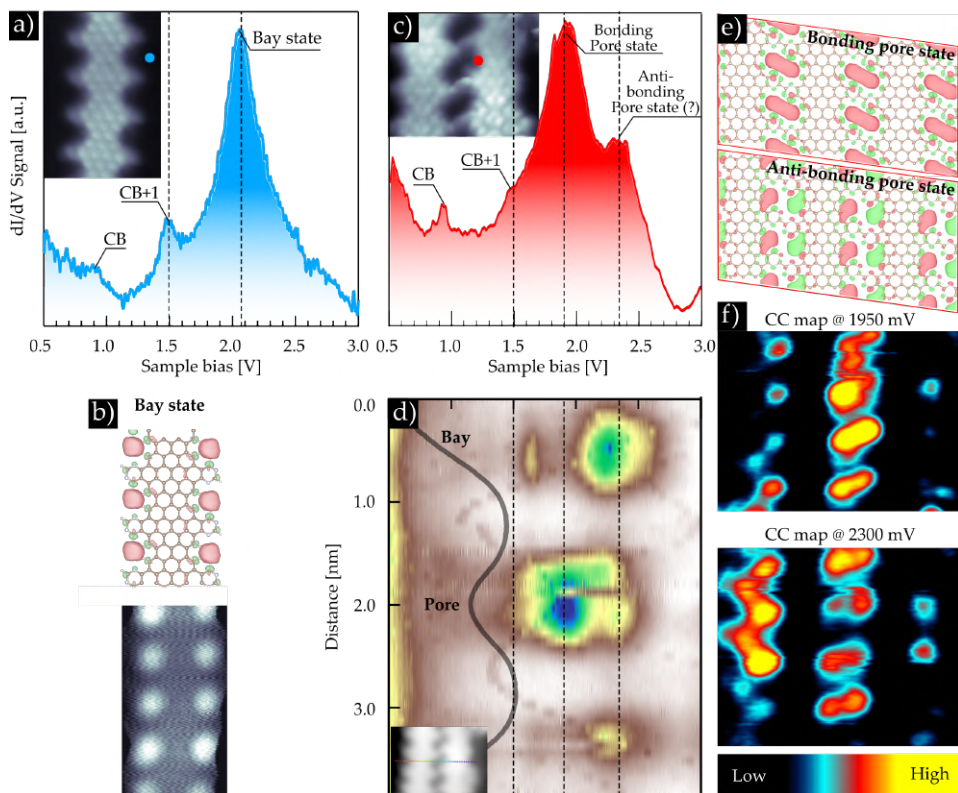 a)
Bay state
CB+1
CB
dI/dV Signal [a.u.]
0.5 1.0 1.5 2.0 2.5 3.0
Sample bias [V]
c)
Bonding
Pore state
Anti-
bonding
Pore state (?)
CB+1
CB
0.5 1.0 1.5 2.0 2.5 3.0
Sample bias [V]
e)
Bonding pore state
Anti-bonding pore state
b)
Bay state
d)
0.0
1.0
2.0
3.0
Distance [nm]
Bay
Pore
f)
CC map @ 1950 mV
CC map @ 2300 mV
Low High